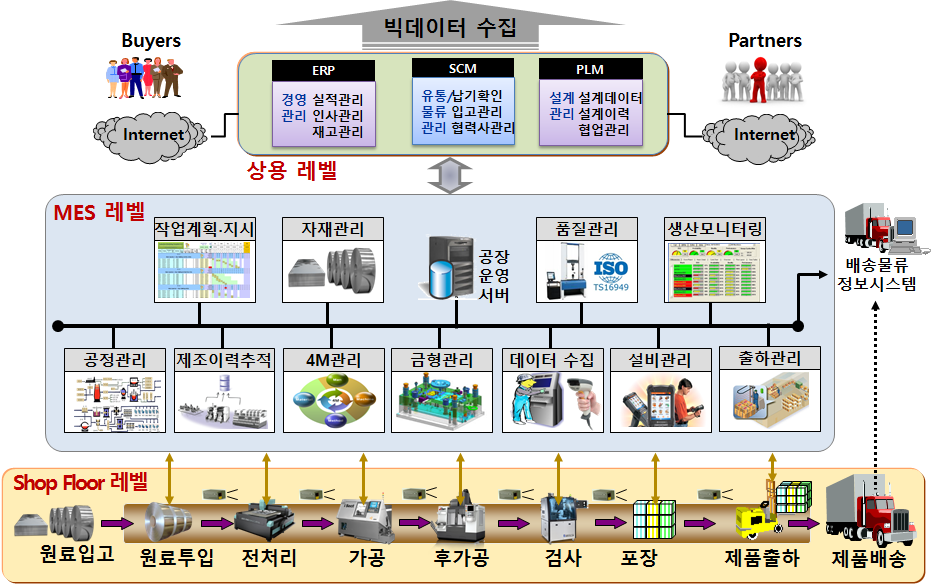 빅데이터 수집
Buyers
Partners
ERP
SCM
PLM
경영 실적관리
관리 인사관리
재고관리
유통/납기확인
물류 입고관리
관리 협력사관리
설계 설계데이터
관리 설계이력
협업관리
Internet
Internet
상용 레벨
MES 레벨
작업계획·지시
자재관리
공장
운영
서버
품질관리
ISO
TS16949
생산모니터링
배송물류
정보시스템
공정관리
제조이력추적
4M관리
금형관리
데이터 수집
설비관리
출하관리
Shop Floor 레벨
원료입고
원료투입
전처리
가공
후가공
검사
포장
제품출하
제품배송